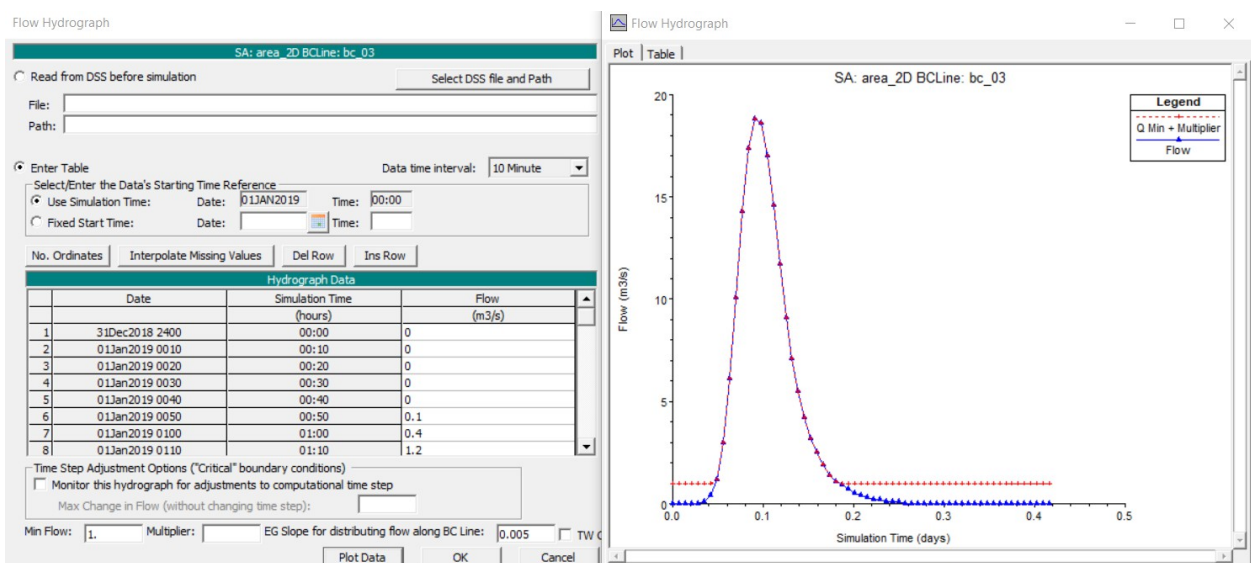 Flow Hydrograph
SA: area_2D BCLine: bc_03
Read from DSS before simulation
Select DSS file and Path
File:
Path:
Enter Table
Data time interval: 10 Minute
Select/Enter the Data's Starting Time Reference
Use Simulation Time: Date: 01JAN2019 Time: 00:00
Fixed Start Time: Date: Time:
No. Ordinates Interpolate Missing Values Del Row Ins Row
Hydrograph Data
Date Simulation Time Flow
(hours) (m3/s)
1 31Dec2018 2400 00:00 0
2 01Jan2019 0010 00:10 0
3 01Jan2019 0020 00:20 0
4 01Jan2019 0030 00:30 0
5 01Jan2019 0040 00:40 0
6 01Jan2019 0050 00:50 0.1
7 01Jan2019 0100 01:00 0.4
8 01Jan2019 0110 01:10 1.2
Time Step Adjustment Options ("Critical" boundary conditions)
Monitor this hydrograph for adjustments to computational time step
Max Change in Flow (without changing time step):
Min Flow: 1. Multiplier: EG Slope for distributing flow along BC Line: 0.005 TW
Plot Data OK Cancel
Flow Hydrograph
Plot Table
SA: area_2D BCLine: bc_03
Legend
Q Min + Multiplier
Flow
20
15
10
5
0
Flow (m3/s)
0.0 0.1 0.2 0.3 0.4 0.5
Simulation Time (days)